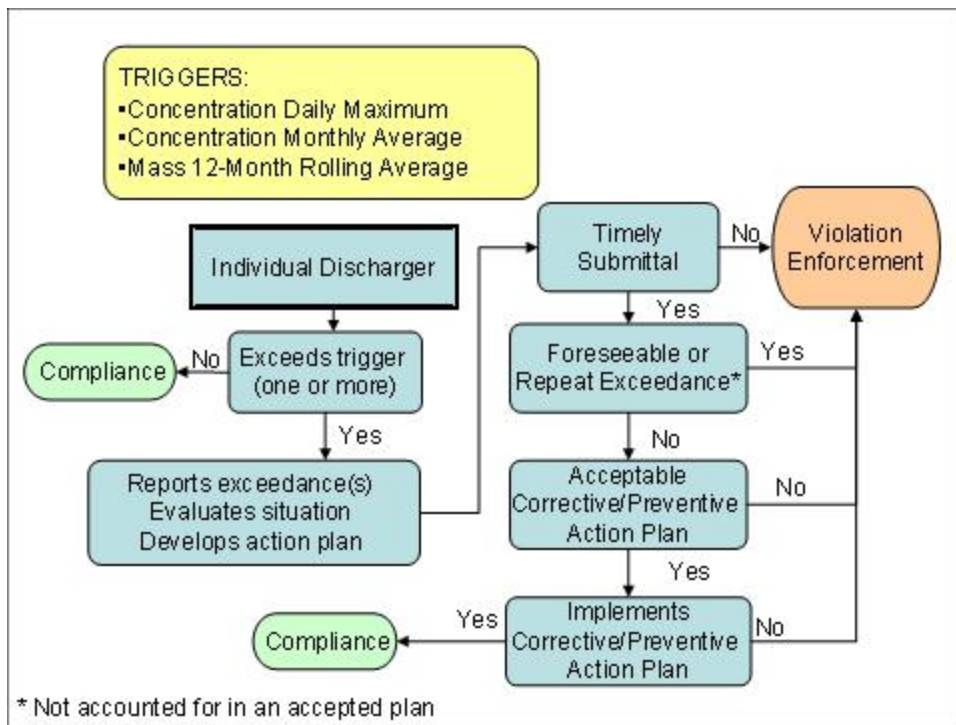 TRIGGERS:
▪Concentration Daily Maximum
▪Concentration Monthly Average
▪Mass 12-Month Rolling Average
Individual Discharger
Exceeds trigger
(one or more)
No
Compliance
Yes
Reports exceedance(s)
Evaluates situation
Develops action plan
Timely
Submittal
No
Violation
Enforcement
Yes
Foreseeable or
Repeat Exceedance*
Yes
No
Acceptable
Corrective/Preventive
Action Plan
No
Yes
Implements
Corrective/Preventive
Action Plan
No
Yes
Compliance
* Not accounted for in an accepted plan